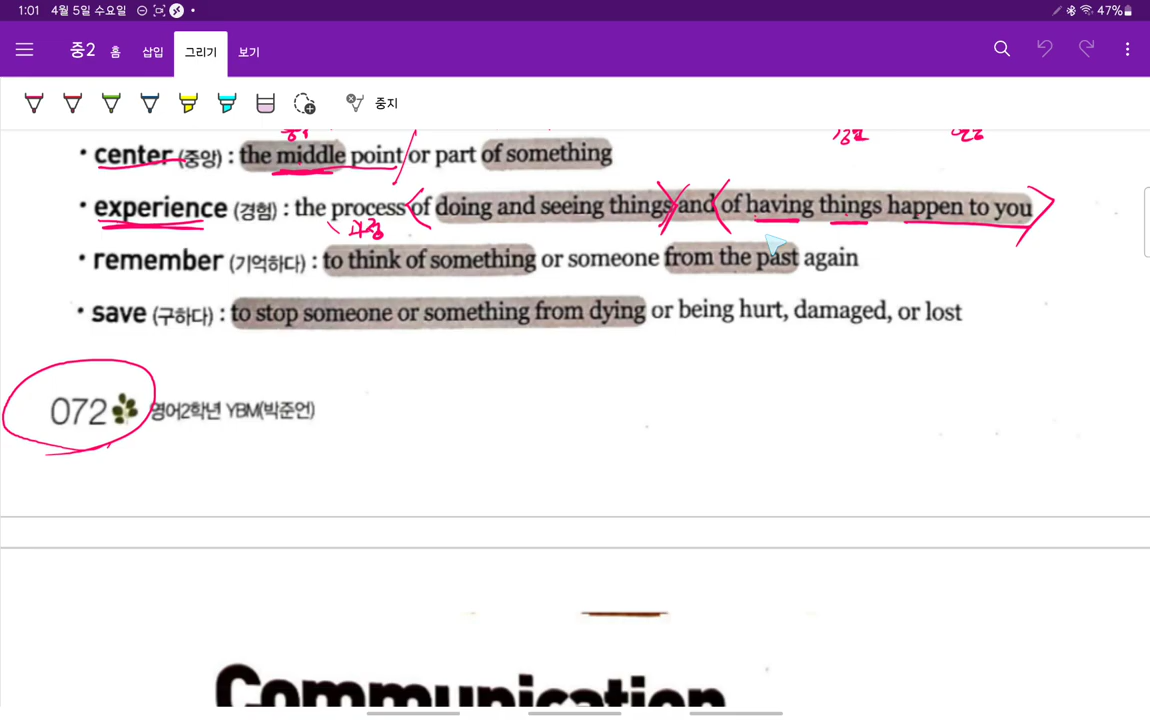 1:01 4월 5일 수요일 47%
중2 홈 삽입 그리기 보기
중지
• center (중앙) : the middle point or part of something
• experience (경험) : the process of doing and seeing things and of having things happen to you
과정
• remember (기억하다) : to think of something or someone from the past again
• save (구하다) : to stop someone or something from dying or being hurt, damaged, or lost
072 영어2학년 YBM(박준언)
Communication